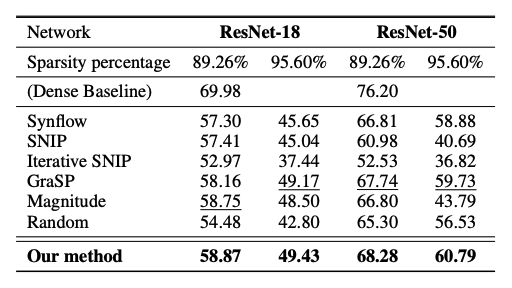 Network ResNet-18 ResNet-50
Sparsity percentage 89.26% 95.60% 89.26% 95.60%
(Dense Baseline) 69.98 76.20
Synflow 57.30 45.65 66.81 58.88
SNIP 57.41 45.04 60.98 40.69
Iterative SNIP 52.97 37.44 52.53 36.82
GraSP 58.16 49.17 67.74 59.73
Magnitude 58.75 48.50 66.80 43.79
Random 54.48 42.80 65.30 56.53
Our method 58.87 49.43 68.28 60.79